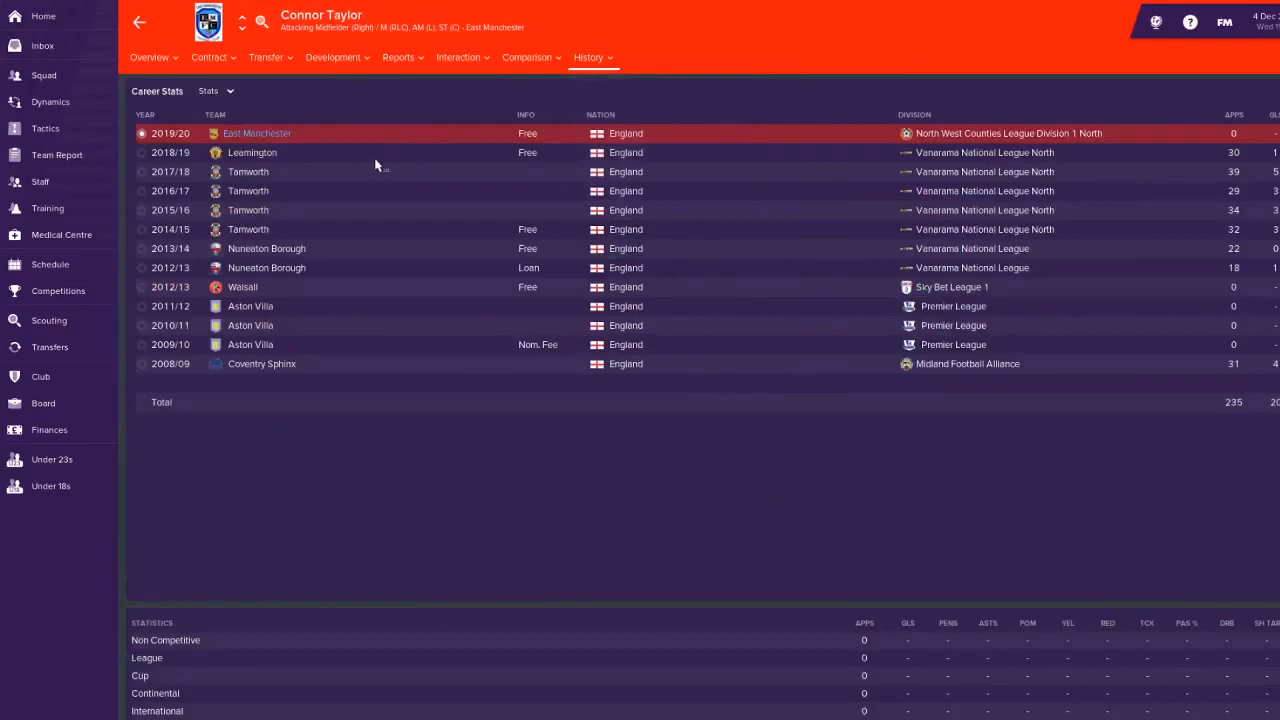 Home
Inbox
Squad
Dynamics
Tactics
Team Report
Staff
Training
Medical Centre
Schedule
Competitions
Scouting
Transfers
Club
Board
Finances
U23 Under 23s
U18 Under 18s
Connor Taylor
Attacking Midfielder (Right) / M (RLC), AM (L), ST (C) - East Manchester
? FM 4 Dec
Wed
Overview Contract Transfer Development Reports Interaction Comparison History
Career Stats Stats
YEAR TEAM INFO NATION DIVISION APPS GLS
2019/20 East Manchester Free England North West Counties League Division 1 North 0 -
2018/19 Leamington Free England Vanarama National League North 30 1
2017/18 Tamworth England Vanarama National League North 39 5
2016/17 Tamworth England Vanarama National League North 29 3
2015/16 Tamworth England Vanarama National League North 34 3
2014/15 Tamworth Free England Vanarama National League North 32 3
2013/14 Nuneaton Borough Free England Vanarama National League 22 0
2012/13 Nuneaton Borough Loan England Vanarama National League 18 1
2012/13 Walsall Free England Sky Bet League 1 0 -
2011/12 Aston Villa England Premier League 0 -
2010/11 Aston Villa England Premier League 0 -
2009/10 Aston Villa Nom. Fee England Premier League 0 -
2008/09 Coventry Sphinx England Midland Football Alliance 31 4
Total 235 20
STATISTICS APPS GLS PENS ASTS POM YEL RED TCK PAS % DRB SH TAR
Non Competitive 0 - - - - - - - - - -
League 0 - - - - - - - - - -
Cup 0 - - - - - - - - - -
Continental 0 - - - - - - - - - -
International 0 - - - - - - - - - -